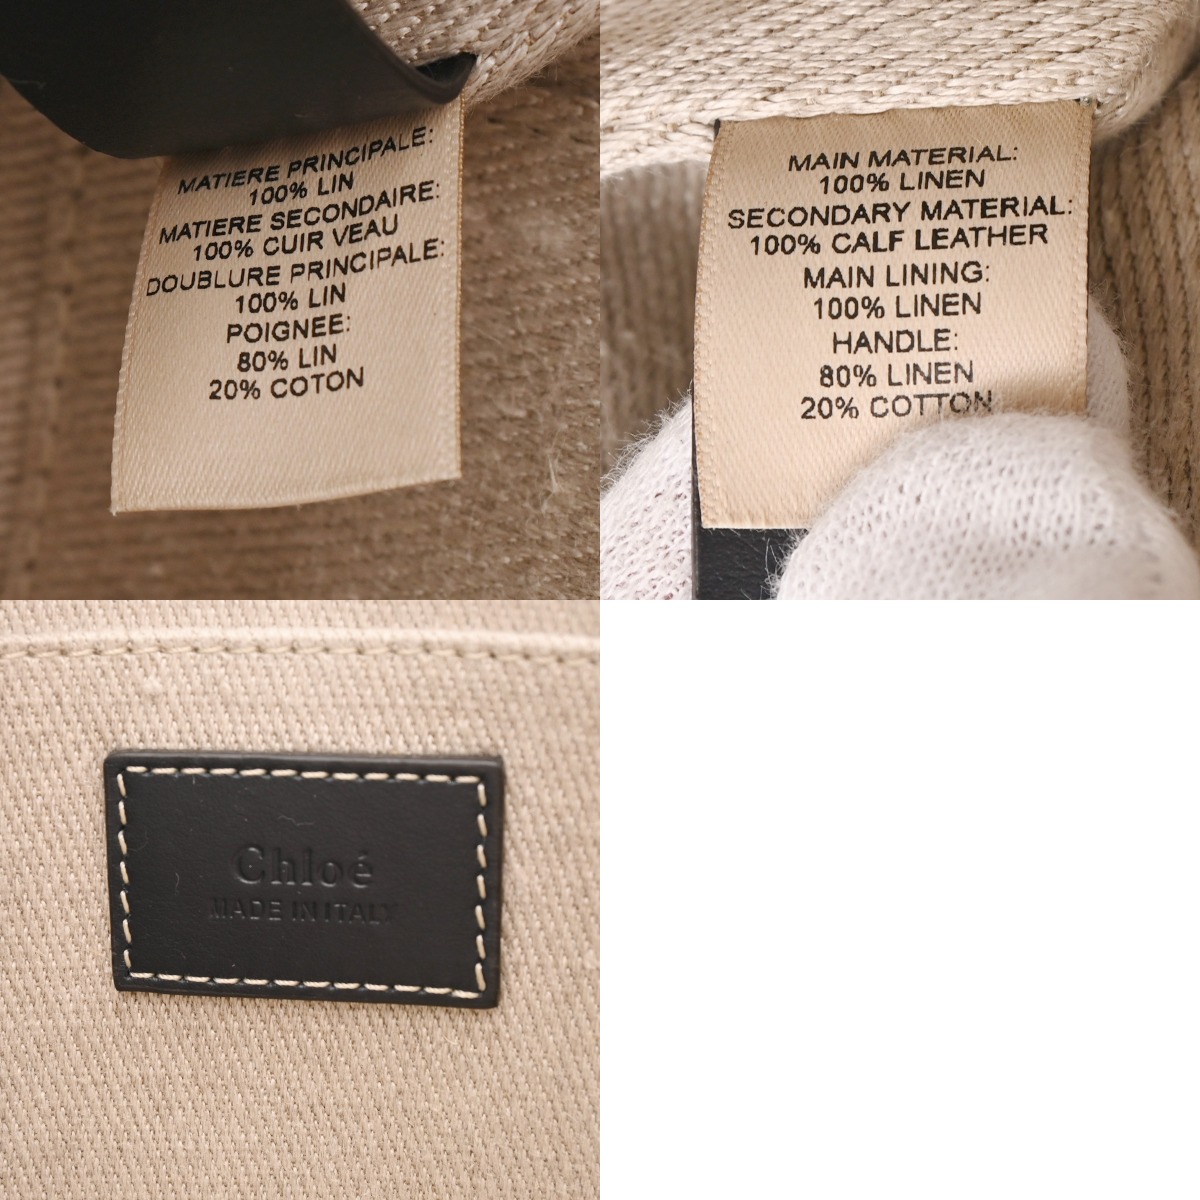 MATIERE PRINCIPALE:
100% LIN
MATIERE SECONDAIRE:
100% CUIR VEAU
DOUBLURE PRINCIPALE:
100% LIN
POIGNEE:
80% LIN
20% COTON
MAIN MATERIAL:
100% LINEN
SECONDARY MATERIAL:
100% CALF LEATHER
MAIN LINING:
100% LINEN
HANDLE:
80% LINEN
20% COTTON
Chloé
MADE IN ITALY